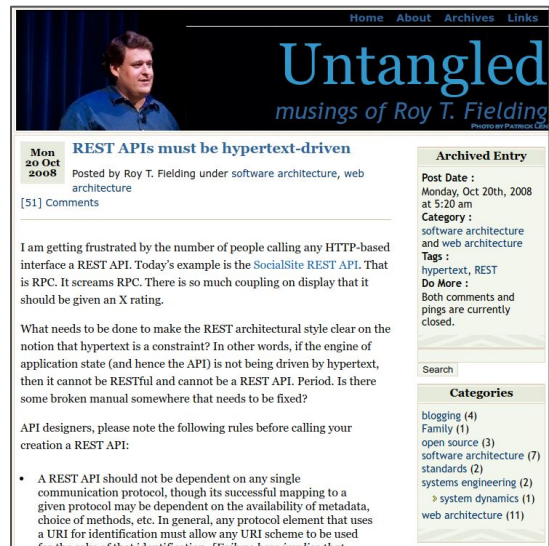 Home About Archives Links
Untangled
musings of Roy T. Fielding
PHOTO BY PATRICK LEN
Mon
20 Oct
2008
REST APIs must be hypertext-driven
Posted by Roy T. Fielding under software architecture, web
architecture
[51] Comments
I am getting frustrated by the number of people calling any HTTP-based
interface a REST API. Today's example is the SocialSite REST API. That
is RPC. It screams RPC. There is so much coupling on display that it
should be given an X rating.
What needs to be done to make the REST architectural style clear on the
notion that hypertext is a constraint? In other words, if the engine of
application state (and hence the API) is not being driven by hypertext,
then it cannot be RESTful and cannot be a REST API. Period. Is there
some broken manual somewhere that needs to be fixed?
API designers, please note the following rules before calling your
creation a REST API:
• A REST API should not be dependent on any single
communication protocol, though its successful mapping to a
given protocol may be dependent on the availability of metadata,
choice of methods, etc. In general, any protocol element that uses
a URI for identification must allow any URI scheme to be used
for the sake of that identification. [Failure here implies that
Archived Entry
Post Date :
Monday, Oct 20th, 2008
at 5:20 am
Category :
software architecture
and web architecture
Tags :
hypertext, REST
Do More :
Both comments and
pings are currently
closed.
Search
Categories
blogging (4)
Family (1)
open source (3)
software architecture (7)
standards (2)
systems engineering (2)
system dynamics (1)
web architecture (11)